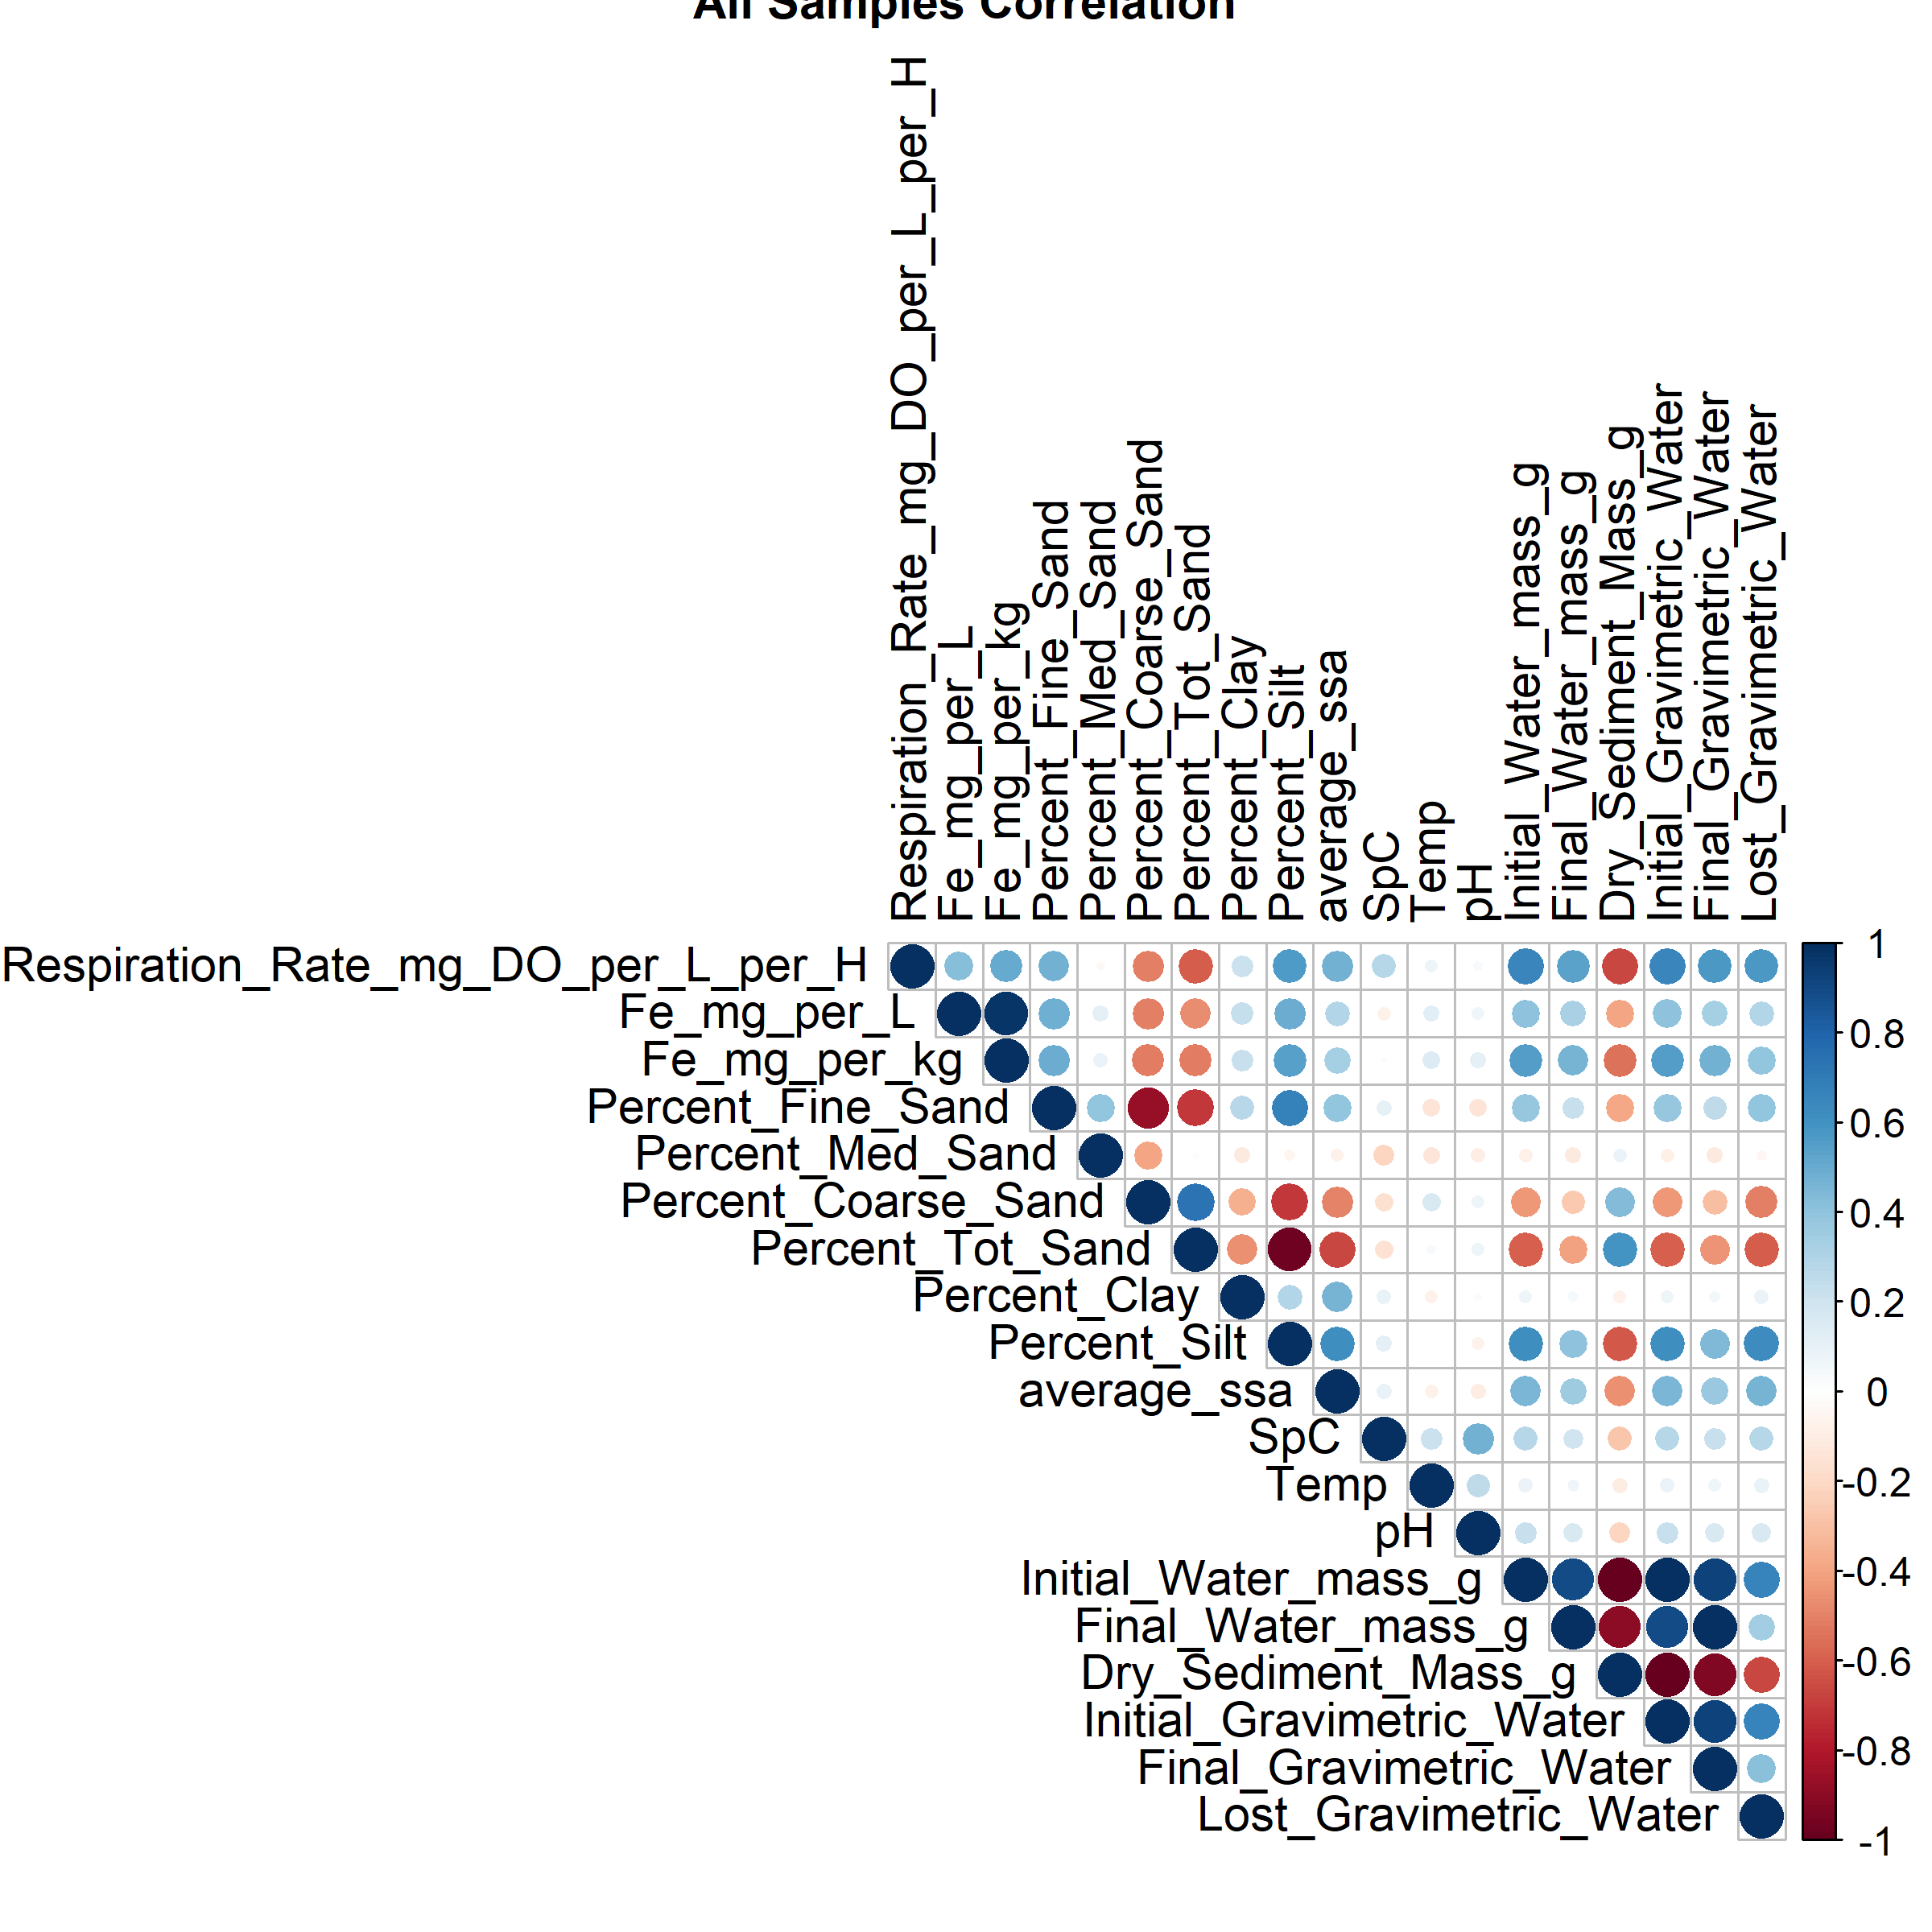 All Samples Correlation
Respiration_Rate_mg_DO_per_L_per_H
Fe_mg_per_L
Fe_mg_per_kg
Percent_Fine_Sand
Percent_Med_Sand
Percent_Coarse_Sand
Percent_Tot_Sand
Percent_Clay
Percent_Silt
average_ssa
SpC
Temp
pH
Initial_Water_mass_g
Final_Water_mass_g
Dry_Sediment_Mass_g
Initial_Gravimetric_Water
Final_Gravimetric_Water
Lost_Gravimetric_Water
Respiration_Rate_mg_DO_per_L_per_H
Fe_mg_per_L
Fe_mg_per_kg
Percent_Fine_Sand
Percent_Med_Sand
Percent_Coarse_Sand
Percent_Tot_Sand
Percent_Clay
Percent_Silt
average_ssa
SpC
Temp
pH
Initial_Water_mass_g
Final_Water_mass_g
Dry_Sediment_Mass_g
Initial_Gravimetric_Water
Final_Gravimetric_Water
Lost_Gravimetric_Water
1
0.8
0.6
0.4
0.2
0
-0.2
-0.4
-0.6
-0.8
-1